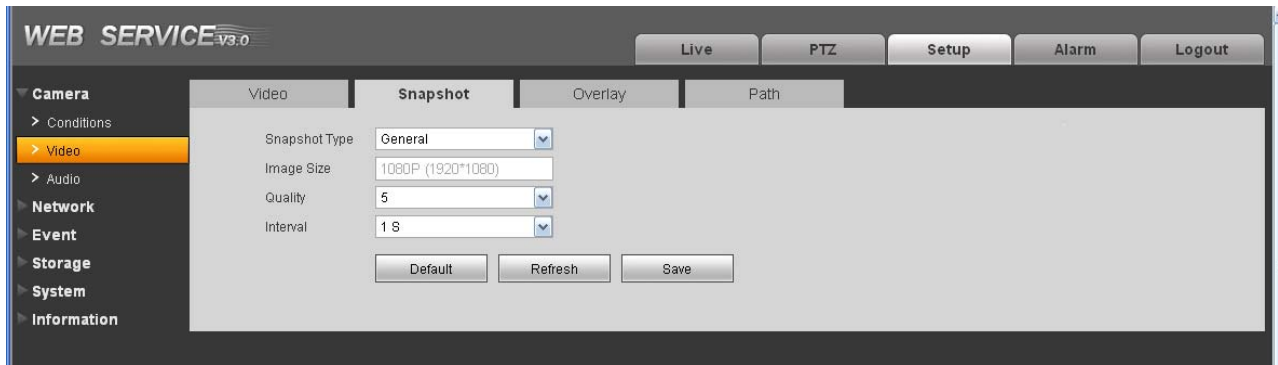 WEB SERVICE V3.0
Live PTZ Setup Alarm Logout
Camera
> Conditions
> Video
> Audio
Network
Event
Storage
System
Information
Video Snapshot Overlay Path
Snapshot Type General
Image Size 1080P (1920*1080)
Quality 5
Interval 1 S
Default Refresh Save